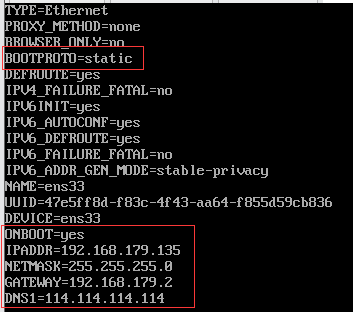 TYPE=Ethernet
PROXY_METHOD=none
BROWSER_ONLY=no
BOOTPROTO=static
DEFROUTE=yes
IPV4_FAILURE_FATAL=no
IPV6INIT=yes
IPV6_AUTOCONF=yes
IPV6_DEFROUTE=yes
IPV6_FAILURE_FATAL=no
IPV6_ADDR_GEN_MODE=stable-privacy
NAME=ens33
UUID=47e5ff8d-f83c-4f43-aa64-f855d59cb836
DEVICE=ens33
ONBOOT=yes
IPADDR=192.168.179.135
NETMASK=255.255.255.0
GATEWAY=192.168.179.2
DNS1=114.114.114.114